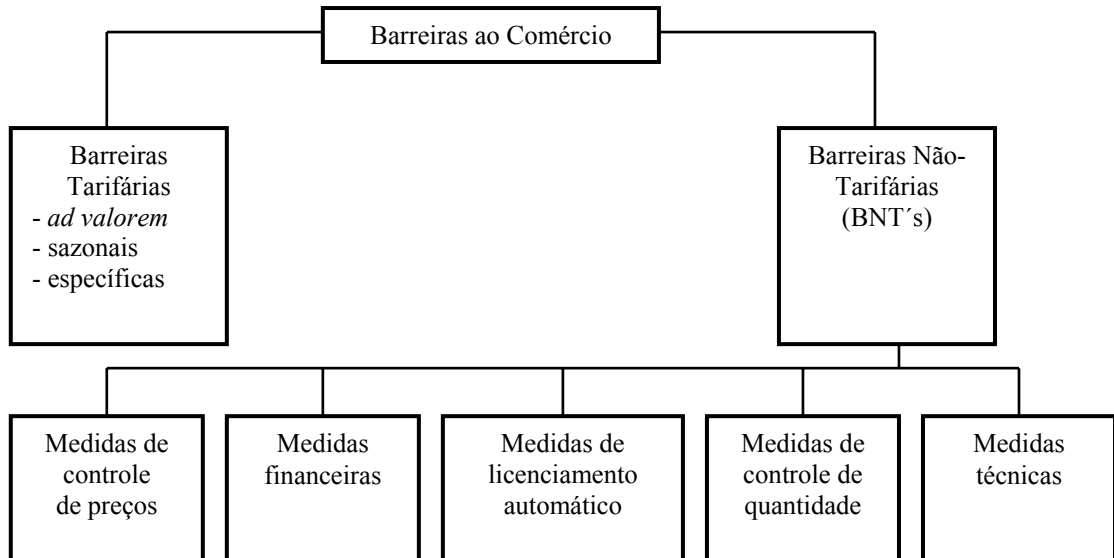 Barreiras ao Comércio
Barreiras
Tarifárias
- ad valorem
- sazonais
- específicas
Barreiras Não-
Tarifárias
(BNT´s)
Medidas de
controle
de preços
Medidas
financeiras
Medidas de
licenciamento
automático
Medidas de
controle de
quantidade
Medidas
técnicas